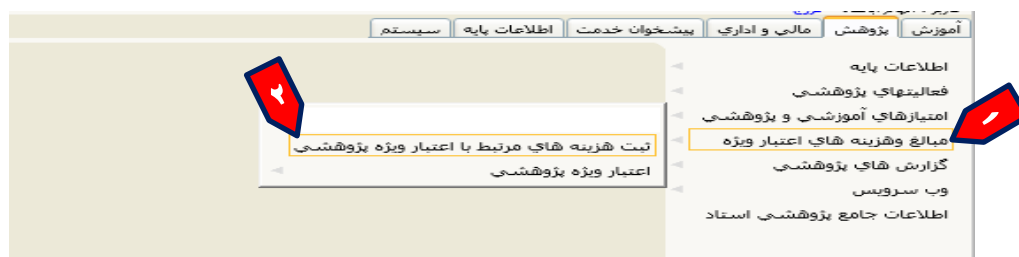 آموزش پژوهش مالي و اداري پيشخوان خدمت اطلاعات پايه سيستم
اطلاعات پايه
فعاليتهاي پژوهشي
امتيازهاي آموزشي و پژوهشي
۱
مبالغ وهزينه هاي اعتبار ويژه
۲
ثبت هزينه هاي مرتبط با اعتبار ويژه پژوهشي
اعتبار ويژه پژوهشي
گزارش هاي پژوهشي
وب سرويس
اطلاعات جامع پژوهشي استاد